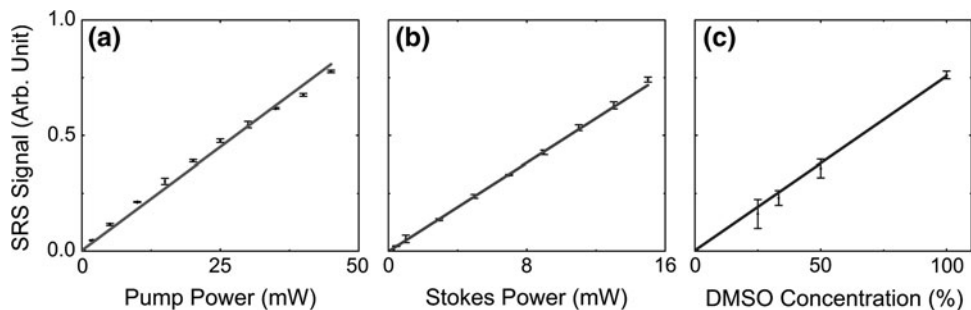 SRS Signal (Arb. Unit)
1.0
0.5
0.0
(a)
0 25 50
Pump Power (mW)
(b)
0 8 16
Stokes Power (mW)
(c)
0 50 100
DMSO Concentration (%)